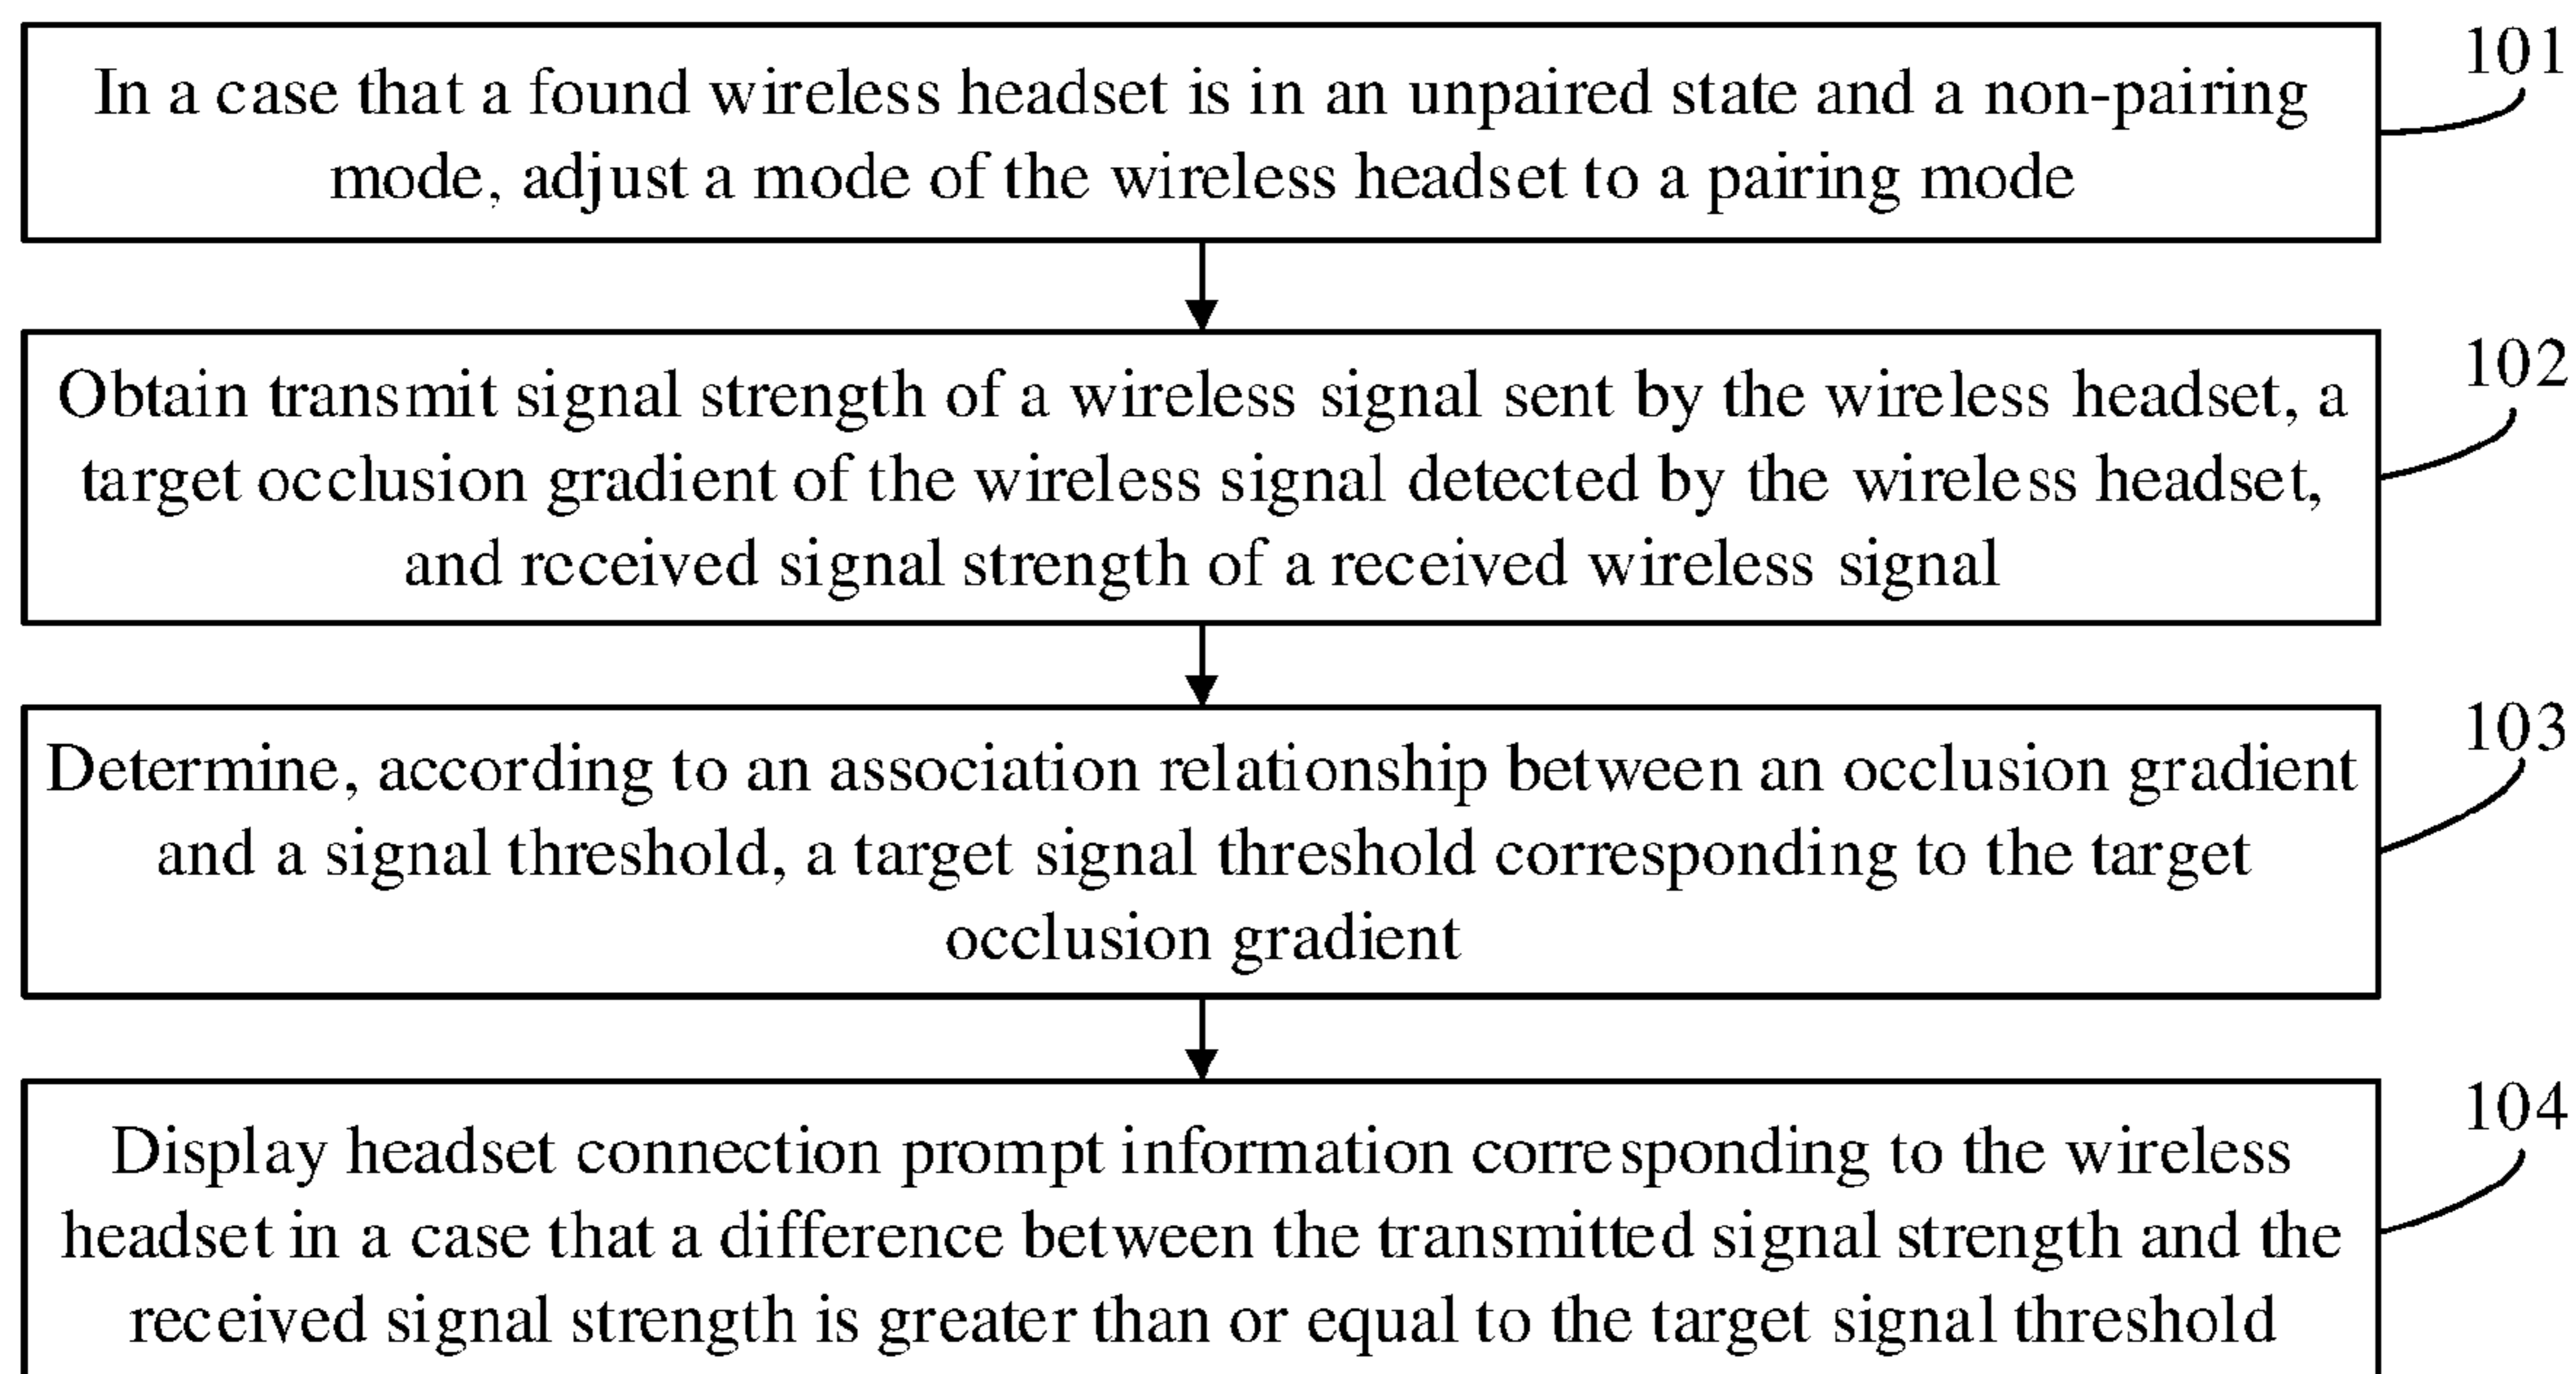 In a case that a found wireless headset is in an unpaired state and a non-pairing
mode, adjust a mode of the wireless headset to a pairing mode
101
Obtain transmit signal strength of a wireless signal sent by the wireless headset, a
target occlusion gradient of the wireless signal detected by the wireless headset,
and received signal strength of a received wireless signal
102
Determine, according to an association relationship between an occlusion gradient
and a signal threshold, a target signal threshold corresponding to the target
occlusion gradient
103
Display headset connection prompt information corresponding to the wireless
headset in a case that a difference between the transmitted signal strength and the
received signal strength is greater than or equal to the target signal threshold
104